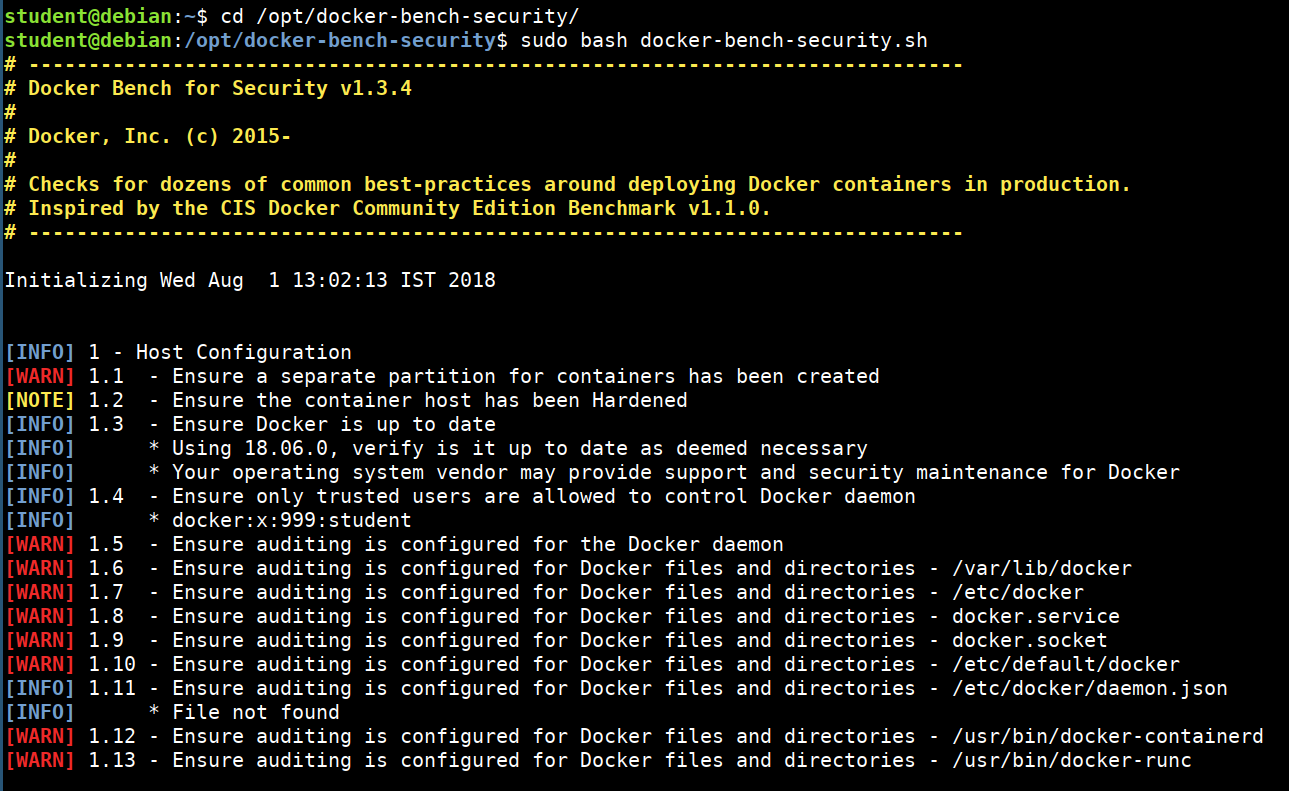 student@debian:~$ cd /opt/docker-bench-security/
student@debian:/opt/docker-bench-security$ sudo bash docker-bench-security.sh
# ------------------------------------------------------------------------------
# Docker Bench for Security v1.3.4
#
# Docker, Inc. (c) 2015-
#
# Checks for dozens of common best-practices around deploying Docker containers in production.
# Inspired by the CIS Docker Community Edition Benchmark v1.1.0.
# ------------------------------------------------------------------------------
Initializing Wed Aug  1 13:02:13 IST 2018
[INFO] 1 - Host Configuration
[WARN] 1.1  - Ensure a separate partition for containers has been created
[NOTE] 1.2  - Ensure the container host has been Hardened
[INFO] 1.3  - Ensure Docker is up to date
[INFO]      * Using 18.06.0, verify is it up to date as deemed necessary
[INFO]      * Your operating system vendor may provide support and security maintenance for Docker
[INFO] 1.4  - Ensure only trusted users are allowed to control Docker daemon
[INFO]      * docker:x:999:student
[WARN] 1.5  - Ensure auditing is configured for the Docker daemon
[WARN] 1.6  - Ensure auditing is configured for Docker files and directories - /var/lib/docker
[WARN] 1.7  - Ensure auditing is configured for Docker files and directories - /etc/docker
[WARN] 1.8  - Ensure auditing is configured for Docker files and directories - docker.service
[WARN] 1.9  - Ensure auditing is configured for Docker files and directories - docker.socket
[WARN] 1.10 - Ensure auditing is configured for Docker files and directories - /etc/default/docker
[INFO] 1.11 - Ensure auditing is configured for Docker files and directories - /etc/docker/daemon.json
[INFO]      * File not found
[WARN] 1.12 - Ensure auditing is configured for Docker files and directories - /usr/bin/docker-containerd
[WARN] 1.13 - Ensure auditing is configured for Docker files and directories - /usr/bin/docker-runc